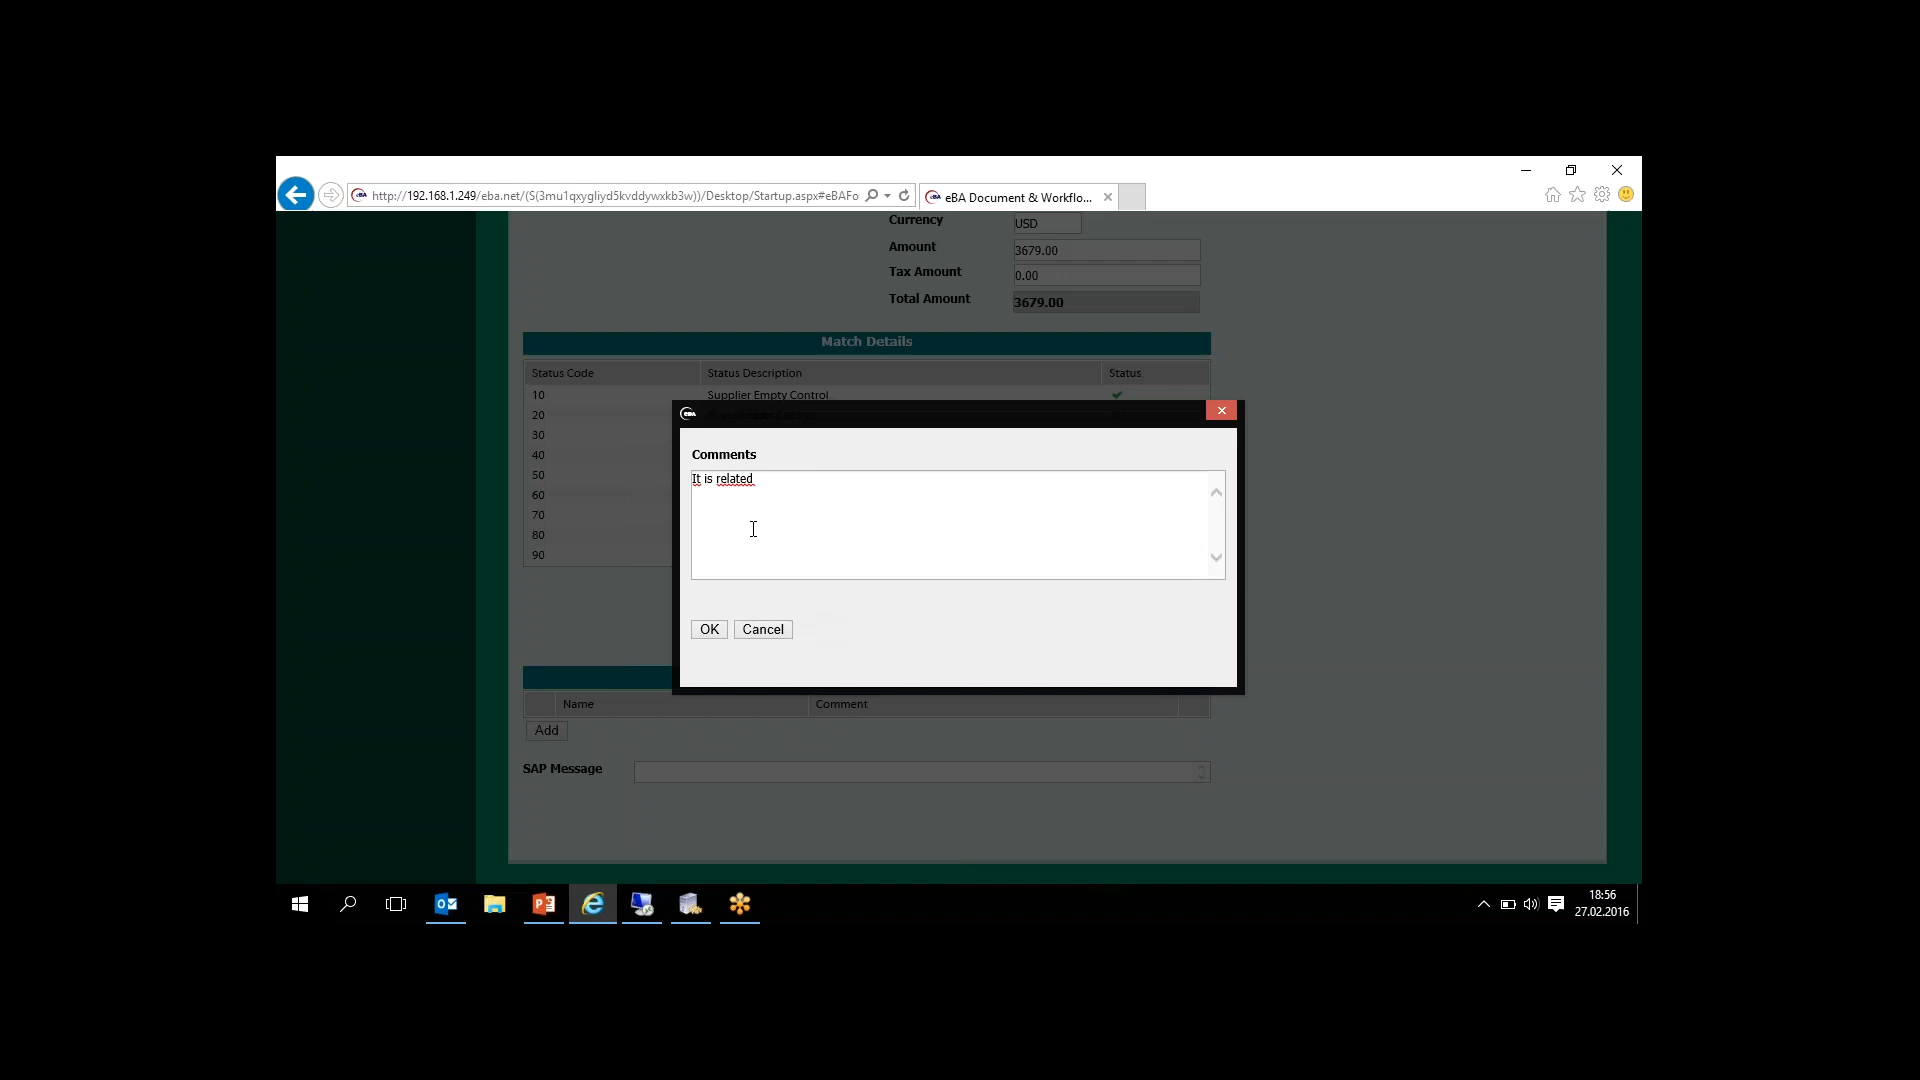 http://192.168.1.249/eba.net/(S(3mu1qxygliyd5kvddywxkb3w))/Desktop/Startup.aspx#eBAFo
eBA Document & Workflo...
Currency
USD
Amount
3679.00
Tax Amount
0.00
Total Amount
3679.00
Match Details
Status Code Status Description Status
10 Supplier Empty Control
20
30
40
50
60
70
80
90
eBA
Comments
It is related
OK Cancel
Name Comment
Add
SAP Message
18:56
27.02.2016